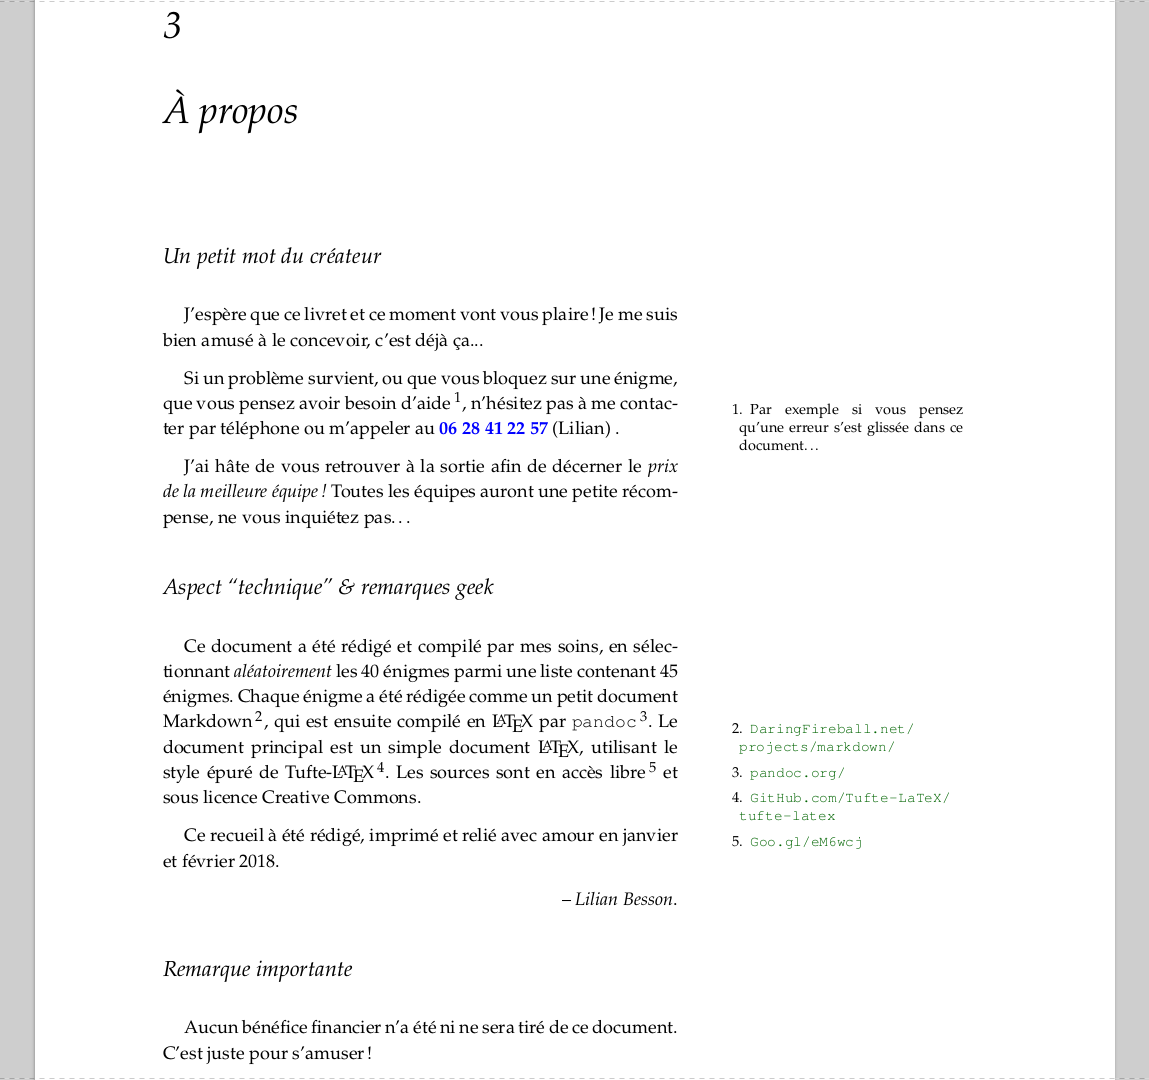 3
À propos
Un petit mot du créateur
J'espère que ce livret et ce moment vont vous plaire ! Je me suis
bien amusé à le concevoir, c'est déjà ça...
Si un problème survient, ou que vous bloquez sur une énigme,
que vous pensez avoir besoin d'aide 1, n'hésitez pas à me contac-
ter par téléphone ou m'appeler au 06 28 41 22 57 (Lilian) .
1. Par exemple si vous pensez
qu'une erreur s'est glissée dans ce
document...
J'ai hâte de vous retrouver à la sortie afin de décerner le prix
de la meilleure équipe ! Toutes les équipes auront une petite récom-
pense, ne vous inquiétez pas...
Aspect “technique” & remarques geek
Ce document a été rédigé et compilé par mes soins, en sélec-
tionnant aléatoirement les 40 énigmes parmi une liste contenant 45
énigmes. Chaque énigme a été rédigée comme un petit document
Markdown 2, qui est ensuite compilé en LATEX par pandoc 3. Le
document principal est un simple document LATEX, utilisant le
style épuré de Tufte-LATEX 4. Les sources sont en accès libre 5 et
sous licence Creative Commons.
2. DaringFireball.net/
projects/markdown/
3. pandoc.org/
4. GitHub.com/Tufte-LaTeX/
tufte-latex
5. Goo.gl/eM6wcj
Ce recueil à été rédigé, imprimé et relié avec amour en janvier
et février 2018.
– Lilian Besson.
Remarque importante
Aucun bénéfice financier n'a été ni ne sera tiré de ce document.
C'est juste pour s'amuser !